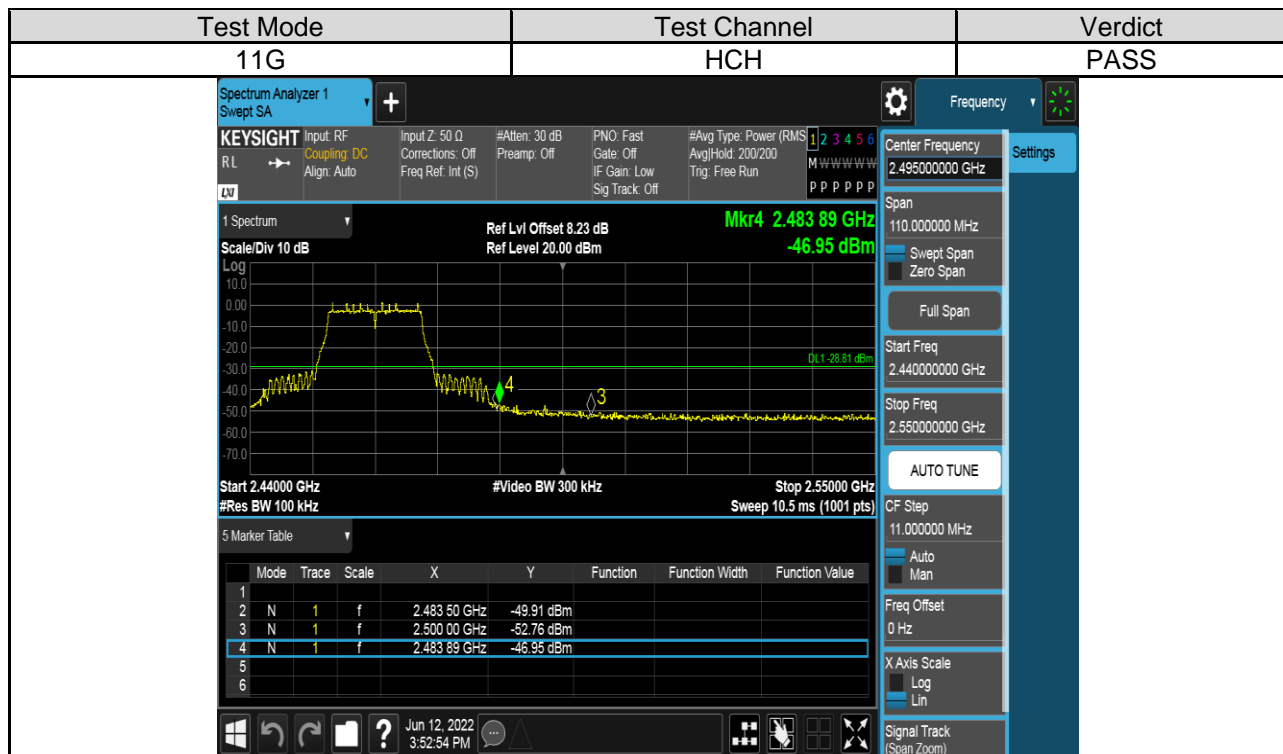 Test Mode Test Channel Verdict
11G HCH PASS
Spectrum Analyzer 1
Swept SA
+
Frequency
KEYSIGHT
R L
LXI
Input: RF
Coupling: DC
Align: Auto
Input Z: 50 Ω
Corrections: Off
Freq Ref: Int (S)
#Atten: 30 dB
Preamp: Off
PNO: Fast
Gate: Off
IF Gain: Low
Sig Track: Off
#Avg Type: Power (RMS
Avg|Hold: 200/200
Trig: Free Run
1 2 3 4 5 6
M W W W W W
P P P P P P
1 Spectrum
Scale/Div 10 dB
Ref Lvl Offset 8.23 dB
Ref Level 20.00 dBm
Mkr4 2.483 89 GHz
-46.95 dBm
Log
10.0
0.00
-10.0
-20.0
-30.0
-40.0
-50.0
-60.0
-70.0
DL1 -28.81 dBm
4
3
Start 2.44000 GHz
#Res BW 100 kHz
#Video BW 300 kHz
Stop 2.55000 GHz
Sweep 10.5 ms (1001 pts)
5 Marker Table
Mode Trace Scale X Y Function Function Width Function Value
1
2 N 1 f 2.483 50 GHz -49.91 dBm
3 N 1 f 2.500 00 GHz -52.76 dBm
4 N 1 f 2.483 89 GHz -46.95 dBm
5
6
?
Jun 12, 2022
3:52:54 PM
Center Frequency
2.495000000 GHz
Settings
Span
110.000000 MHz
Swept Span
Zero Span
Full Span
Start Freq
2.440000000 GHz
Stop Freq
2.550000000 GHz
AUTO TUNE
CF Step
11.000000 MHz
Auto
Man
Freq Offset
0 Hz
X Axis Scale
Log
Lin
Signal Track
(Span Zoom)